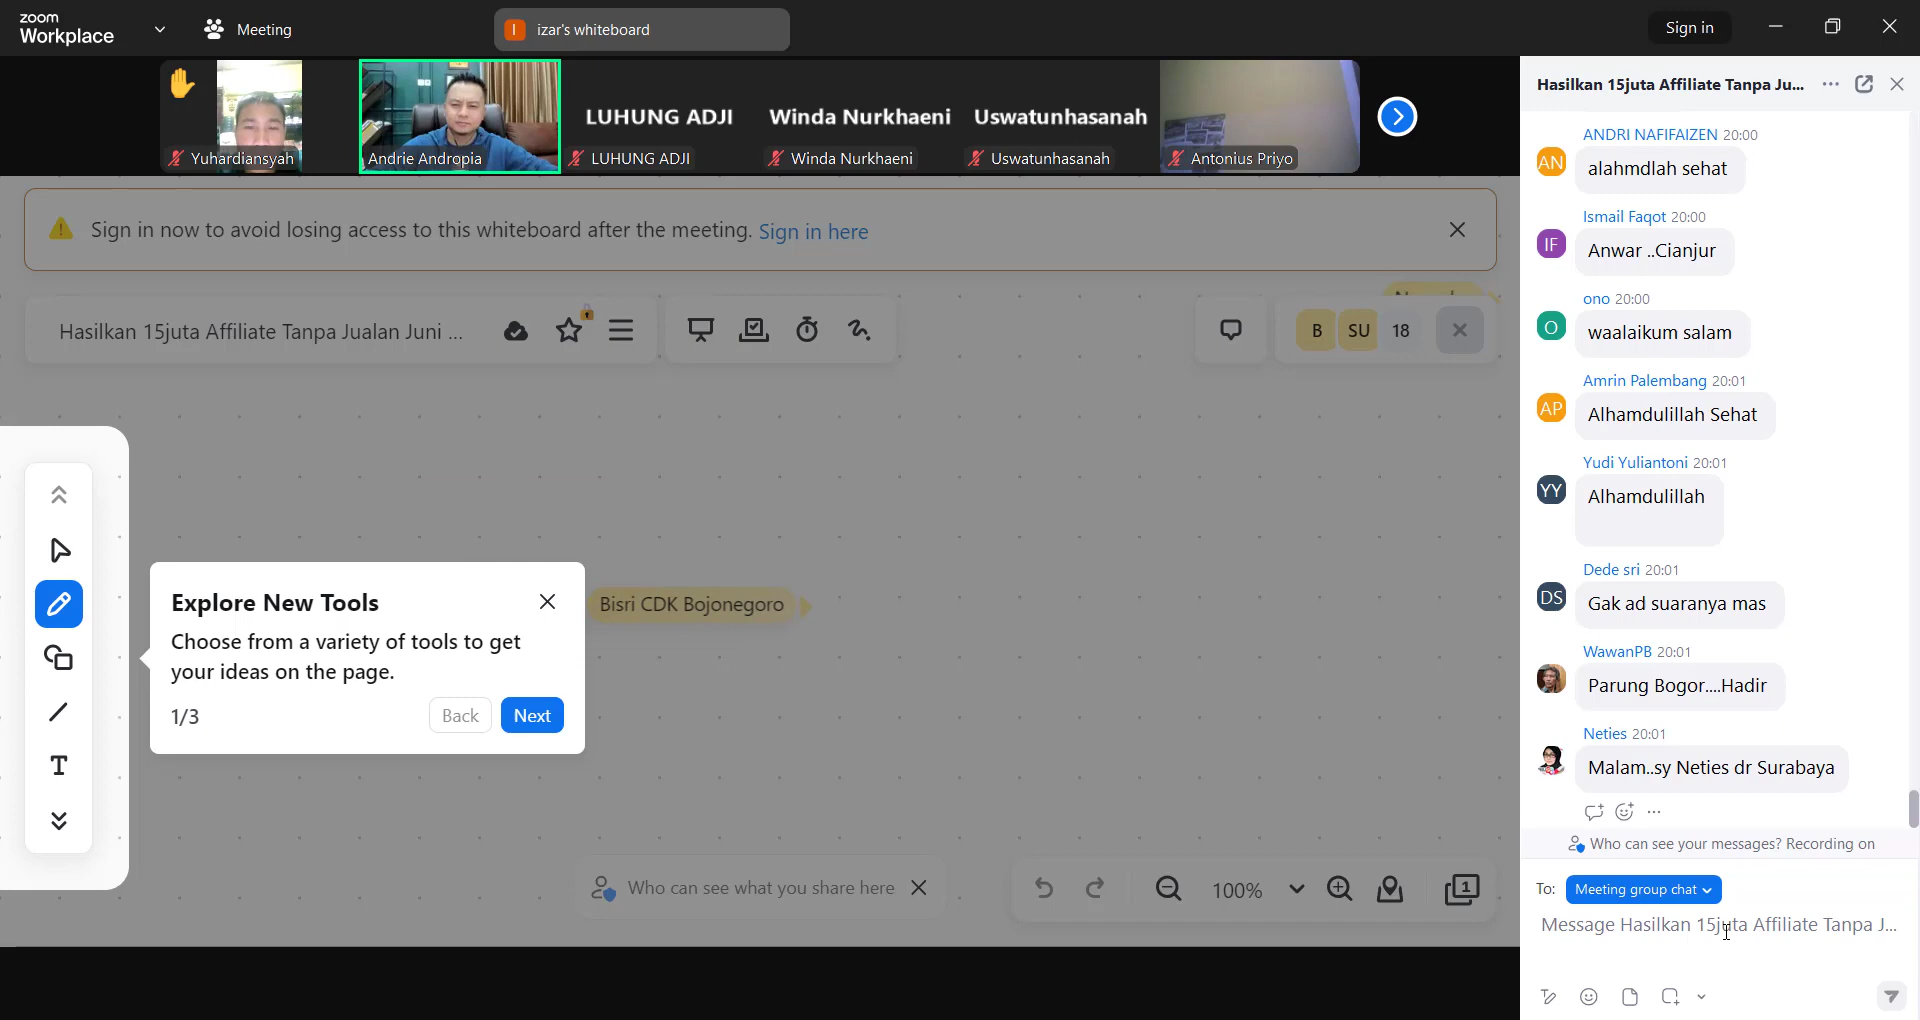 zoom
Workplace
Meeting
I
izar's whiteboard
Sign in
Yuhardiansyah
Andrie Andropia
LUHUNG ADJI
LUHUNG ADJI
Winda Nurkhaeni
Winda Nurkhaeni
Uswatunhasanah
Uswatunhasanah
Antonius Priyo
Sign in now to avoid losing access to this whiteboard after the meeting. Sign in here
Hasilkan 15juta Affiliate Tanpa Jualan Juni ...
B
SU
18
Explore New Tools
Choose from a variety of tools to get
your ideas on the page.
1/3
Back
Next
Bisri CDK Bojonegoro
T
Who can see what you share here
100%
1
Hasilkan 15juta Affiliate Tanpa Ju...
ANDRI NAFIFAIZEN 20:00
AN
alahmdlah sehat
Ismail Faqot 20:00
IF
Anwar ..Cianjur
ono 20:00
O
waalaikum salam
Amrin Palembang 20:01
AP
Alhamdulillah Sehat
Yudi Yuliantoni 20:01
YY
Alhamdulillah
Dede sri 20:01
DS
Gak ad suaranya mas
WawanPB 20:01
Parung Bogor....Hadir
Neties 20:01
Malam..sy Neties dr Surabaya
Who can see your messages? Recording on
To: Meeting group chat
Message Hasilkan 15juta Affiliate Tanpa J...